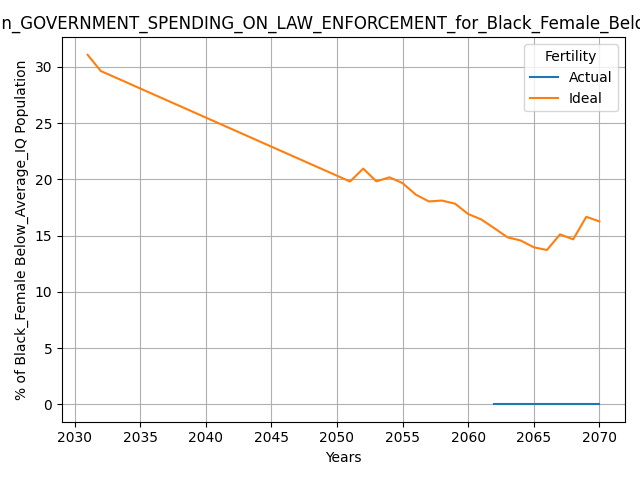 n_GOVERNMENT_SPENDING_ON_LAW_ENFORCEMENT_for_Black_Female_Belo
Fertility
Actual
Ideal
% of Black_Female Below_Average_IQ Population
30
25
20
15
10
5
0
2030 2035 2040 2045 2050 2055 2060 2065 2070
Years